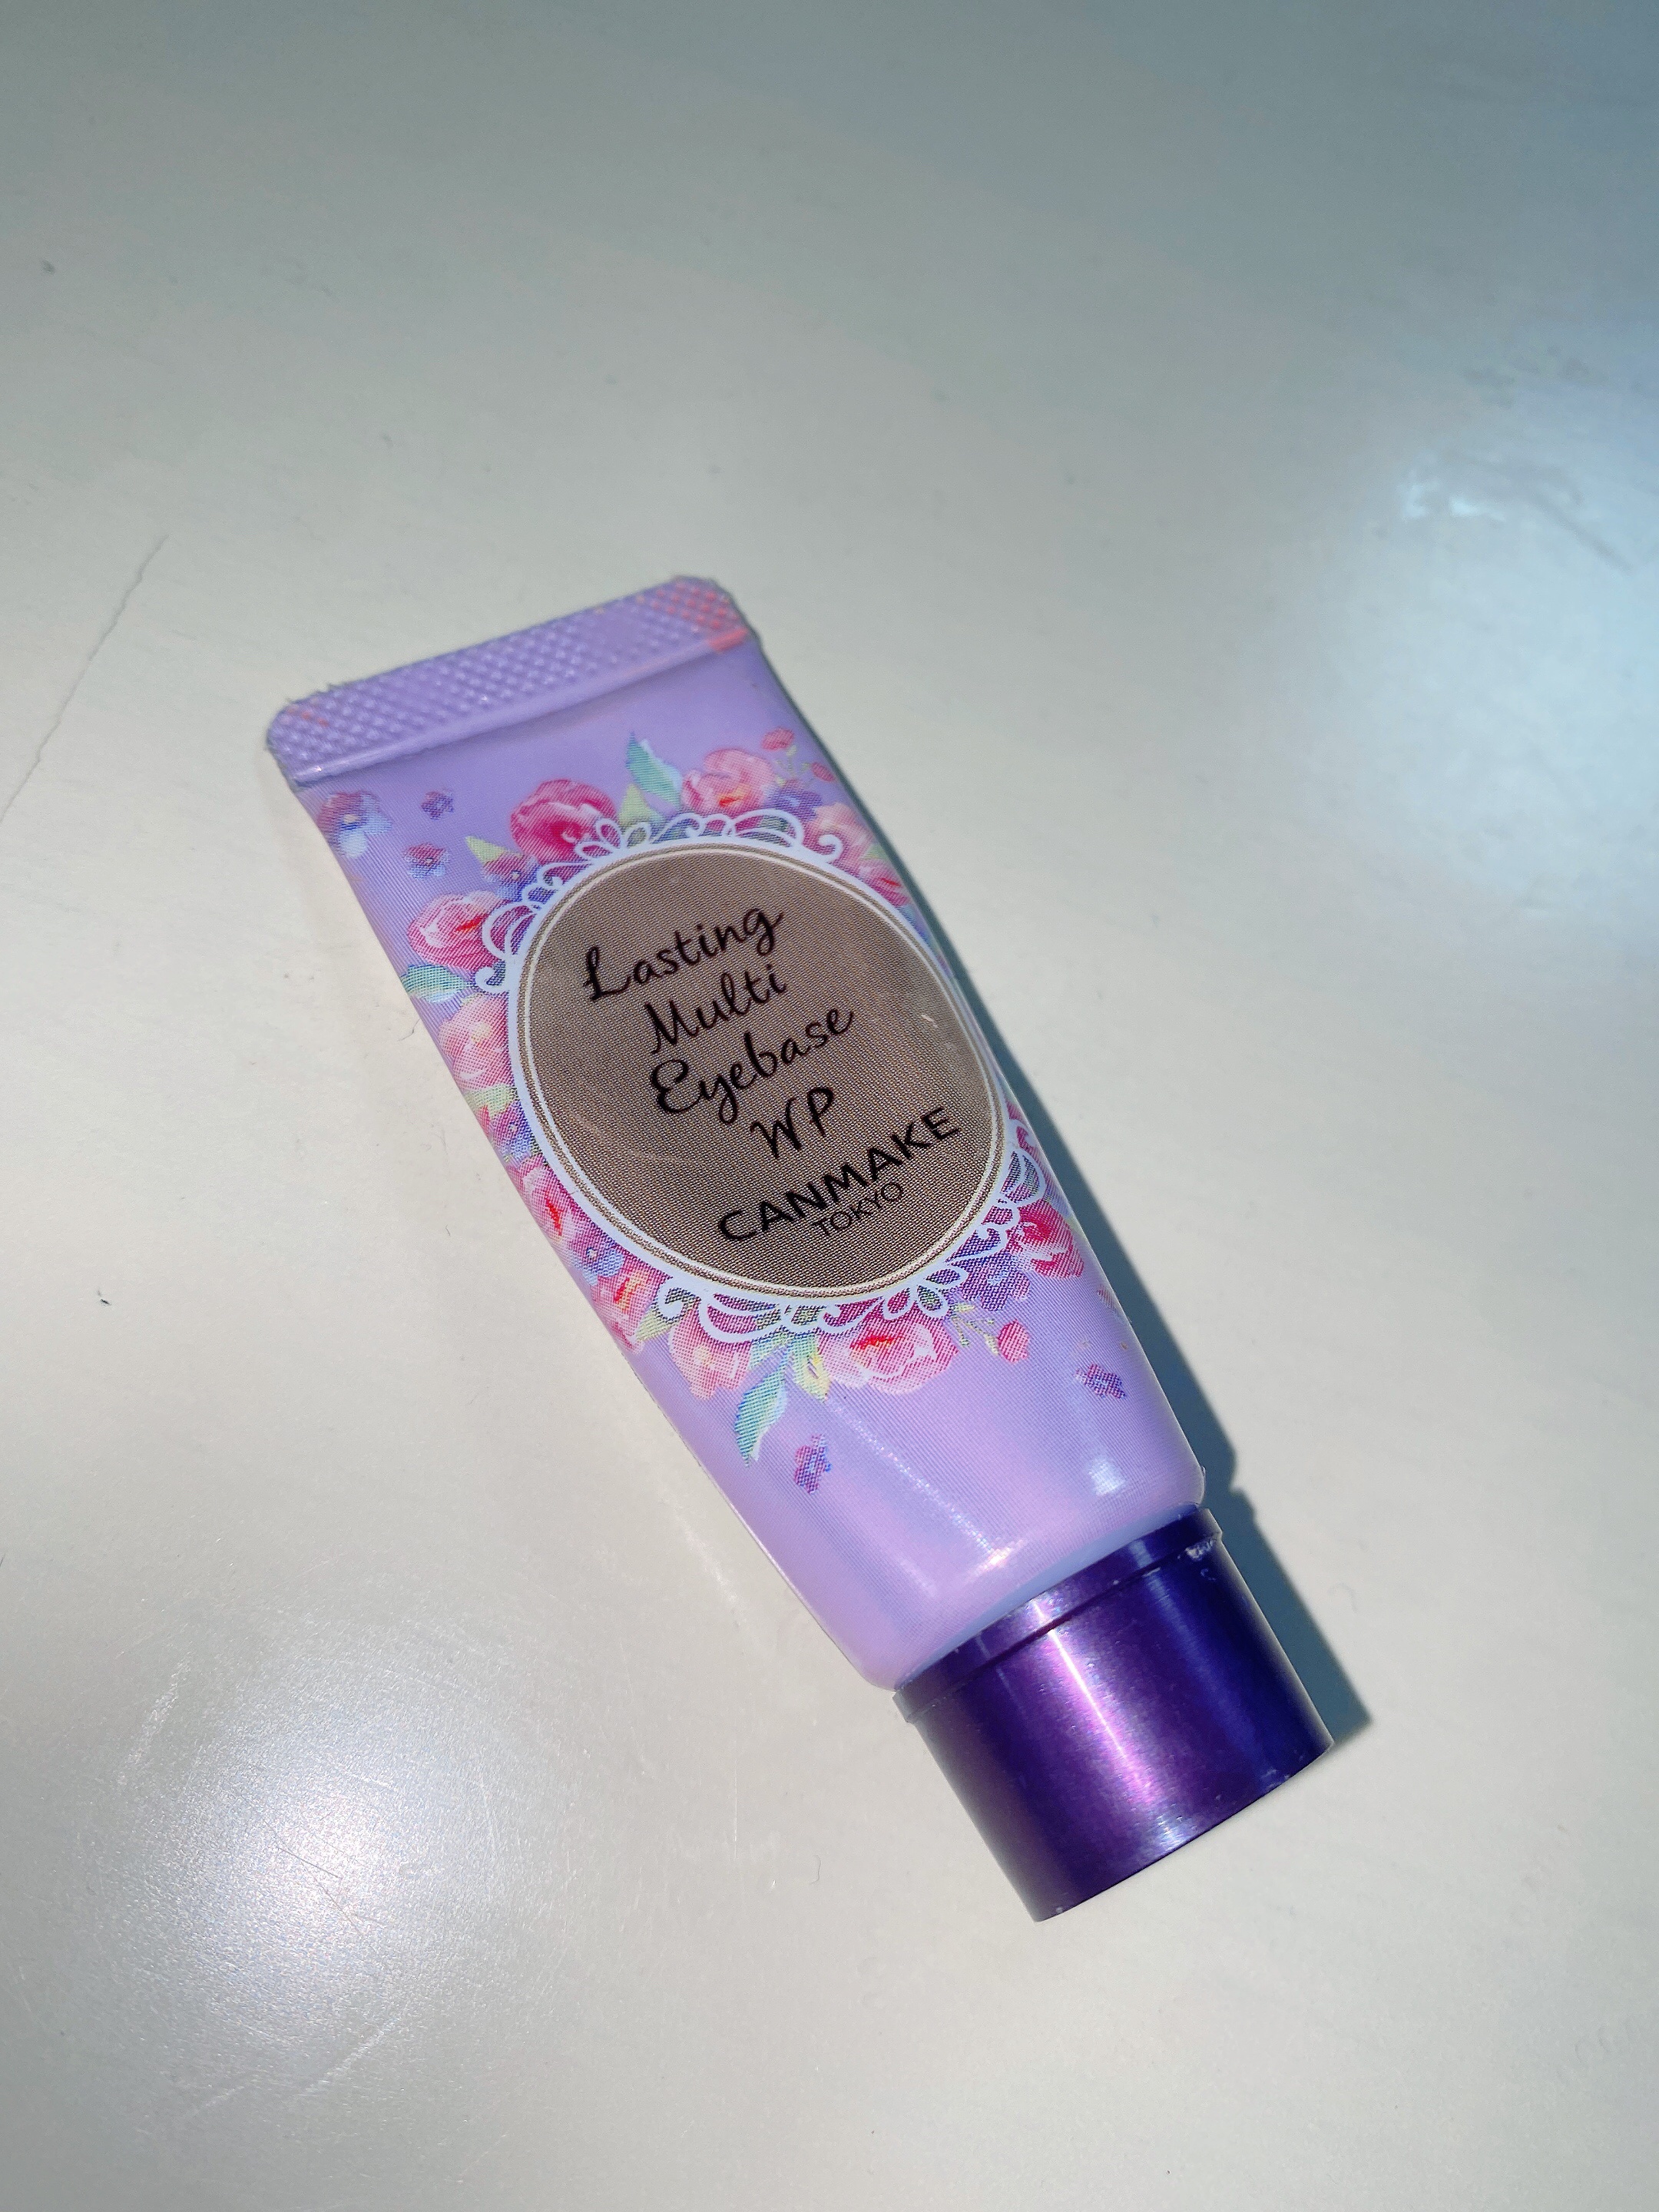 Lasting
Multi
Eyebase
WP
CANMAKE
TOKYO